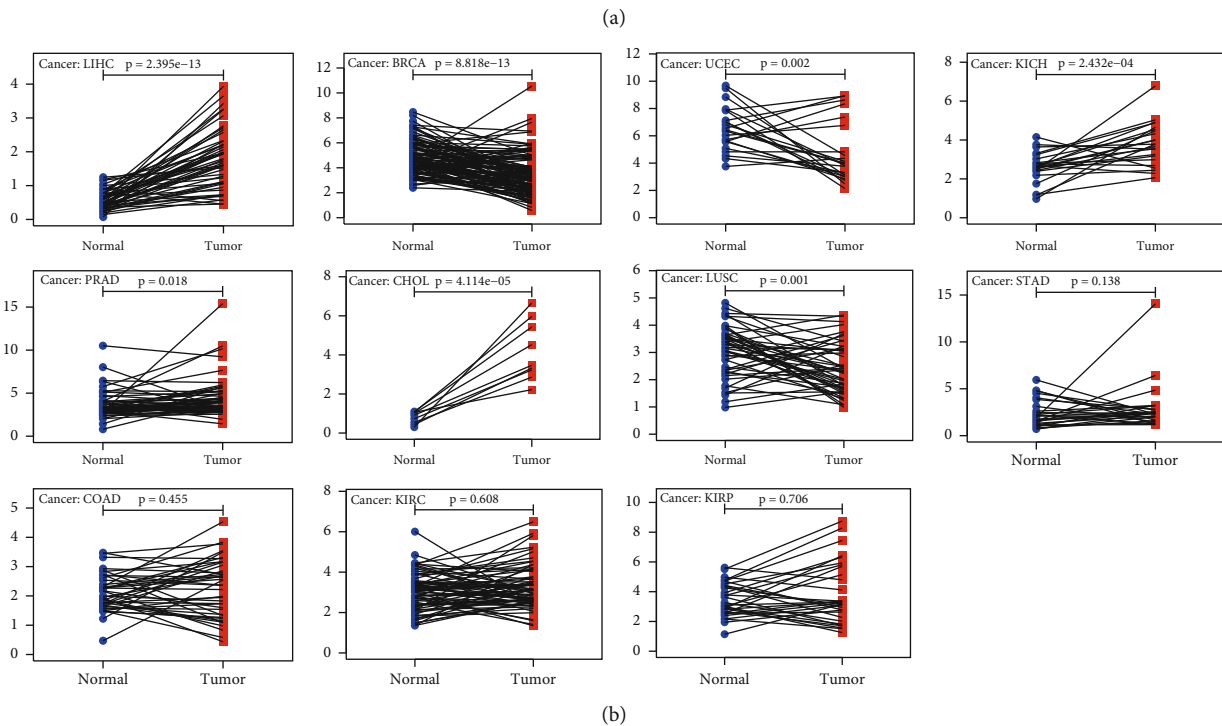 (a)
Cancer: LIHC p = 2.395e−13
4
3
2
1
0
Normal Tumor
Cancer: BRCA p = 8.818e−13
12
10
8
6
4
2
0
Normal Tumor
Cancer: UCEC p = 0.002
12
10
8
6
4
2
0
Normal Tumor
Cancer: KICH p = 2.432e−04
8
6
4
2
0
Normal Tumor
Cancer: PRAD p = 0.018
15
10
5
0
Normal Tumor
Cancer: CHOL p = 4.114e−05
8
6
4
2
0
Normal Tumor
Cancer: LUSC p = 0.001
6
5
4
3
2
1
0
Normal Tumor
Cancer: STAD p = 0.138
15
10
5
0
Normal Tumor
Cancer: COAD p = 0.455
5
4
3
2
1
0
Normal Tumor
Cancer: KIRC p = 0.608
8
6
4
2
0
Normal Tumor
Cancer: KIRP p = 0.706
10
8
6
4
2
0
Normal Tumor
(b)